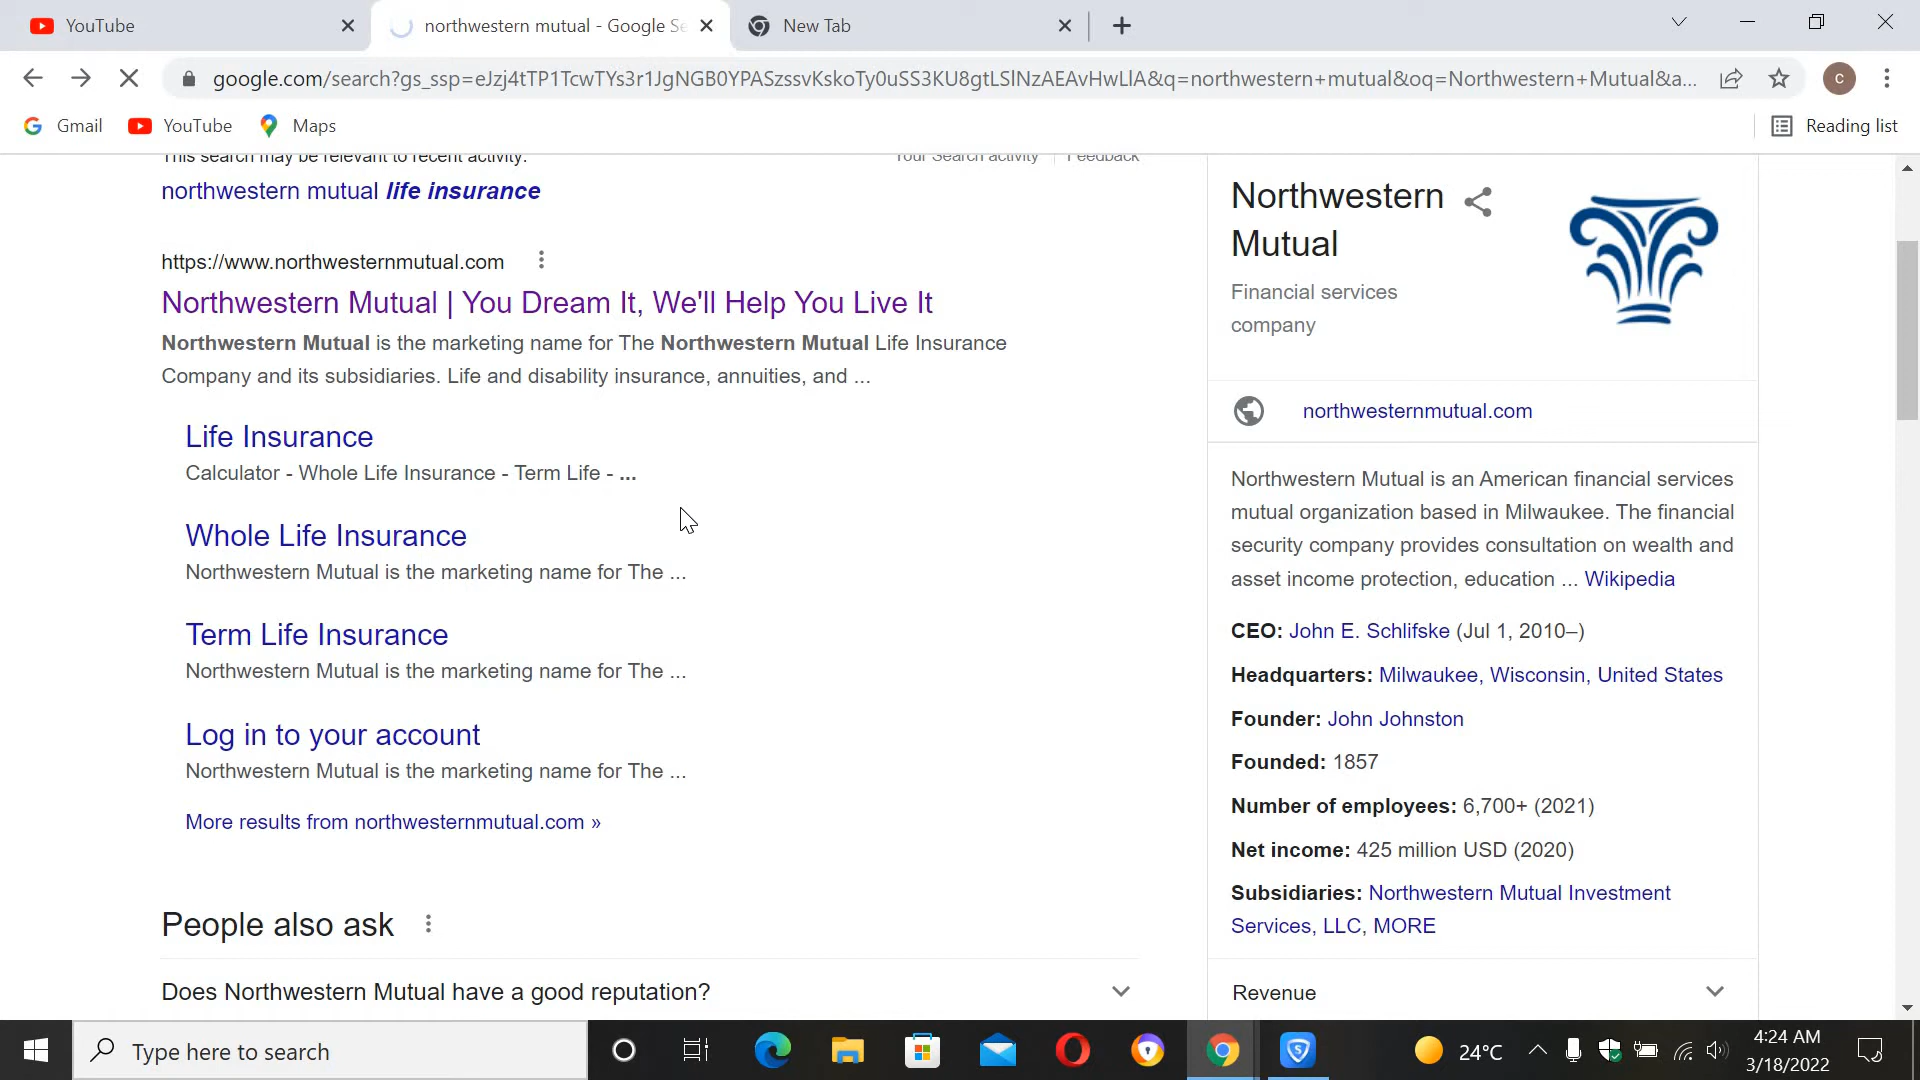 YouTube
northwestern mutual - Google Se
New Tab
google.com/search?gs_ssp=eJzj4tTP1TcwTYs3r1JgNGB0YPASzssvKskoTy0uSS3KU8gtLSlNzAEAvHwLlA&q=northwestern+mutual&oq=Northwestern+Mutual&a...
c
Gmail
YouTube
Maps
Reading list
This search may be relevant to recent activity:
Your Search activity
Feedback
northwestern mutual life insurance
https://www.northwesternmutual.com
Northwestern Mutual | You Dream It, We'll Help You Live It
Northwestern Mutual is the marketing name for The Northwestern Mutual Life Insurance
Company and its subsidiaries. Life and disability insurance, annuities, and ...
Life Insurance
Calculator - Whole Life Insurance - Term Life - ...
Whole Life Insurance
Northwestern Mutual is the marketing name for The ...
Term Life Insurance
Northwestern Mutual is the marketing name for The ...
Log in to your account
Northwestern Mutual is the marketing name for The ...
More results from northwesternmutual.com »
People also ask
Does Northwestern Mutual have a good reputation?
Northwestern
Mutual
Financial services
company
northwesternmutual.com
Northwestern Mutual is an American financial services
mutual organization based in Milwaukee. The financial
security company provides consultation on wealth and
asset income protection, education ... Wikipedia
CEO: John E. Schlifske (Jul 1, 2010–)
Headquarters: Milwaukee, Wisconsin, United States
Founder: John Johnston
Founded: 1857
Number of employees: 6,700+ (2021)
Net income: 425 million USD (2020)
Subsidiaries: Northwestern Mutual Investment
Services, LLC, MORE
Revenue
Type here to search
24°C
4:24 AM
3/18/2022